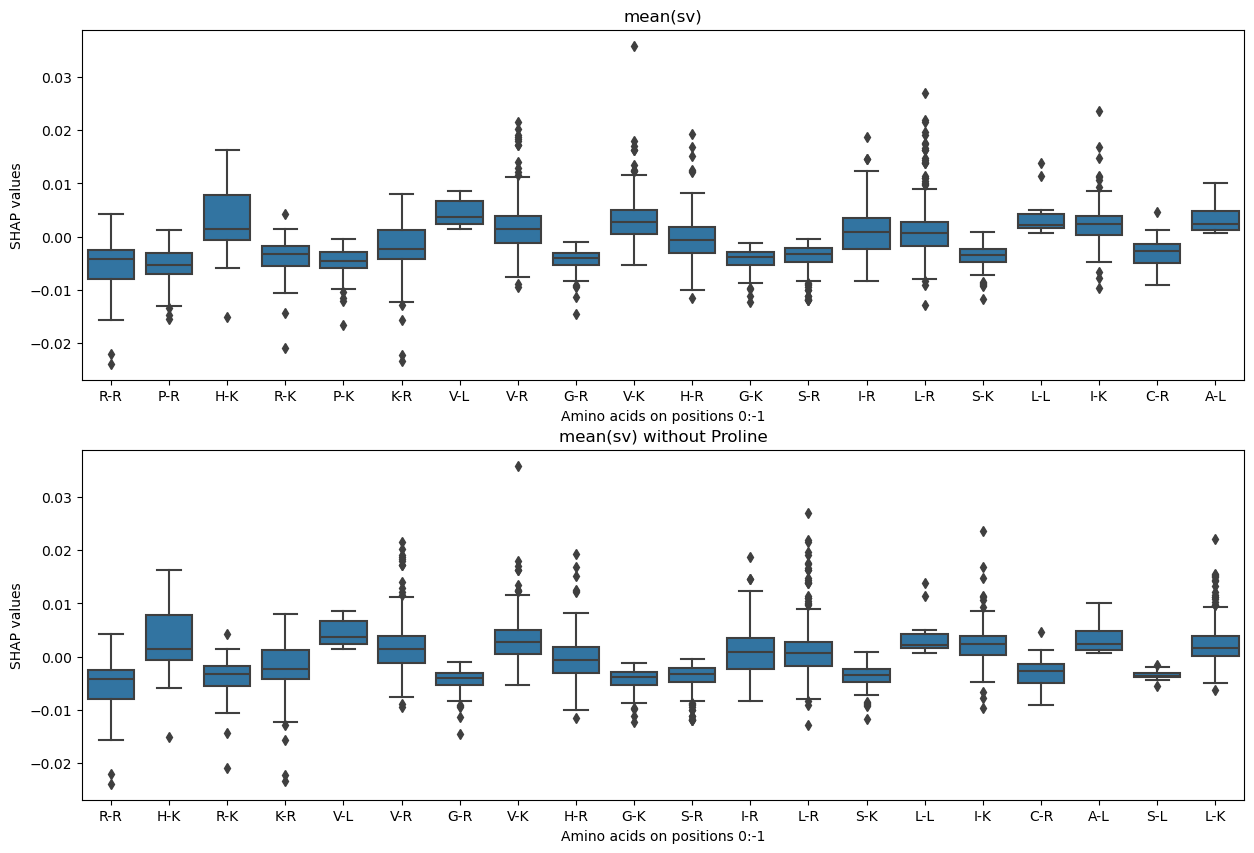 mean(sv)
SHAP values
0.03
0.02
0.01
0.00
−0.01
−0.02
R-R P-R H-K R-K P-K K-R V-L V-R G-R V-K H-R G-K S-R I-R L-R S-K L-L I-K C-R A-L
Amino acids on positions 0:-1
mean(sv) without Proline
SHAP values
0.03
0.02
0.01
0.00
−0.01
−0.02
R-R H-K R-K K-R V-L V-R G-R V-K H-R G-K S-R I-R L-R S-K L-L I-K C-R A-L S-L L-K
Amino acids on positions 0:-1